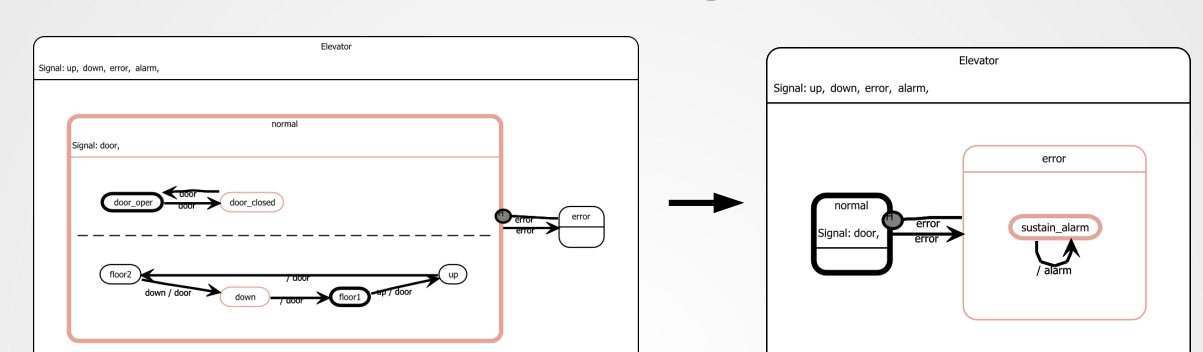 Elevator
Signal: up, down, error, alarm,
normal
Signal: door,
door
door_oper
door_closed
door
H
error
error
error
/ door
floor2
up
down / door
down
/ door
floor1
up / door
Elevator
Signal: up, down, error, alarm,
error
normal
H
Signal: door,
error
error
sustain_alarm
/ alarm